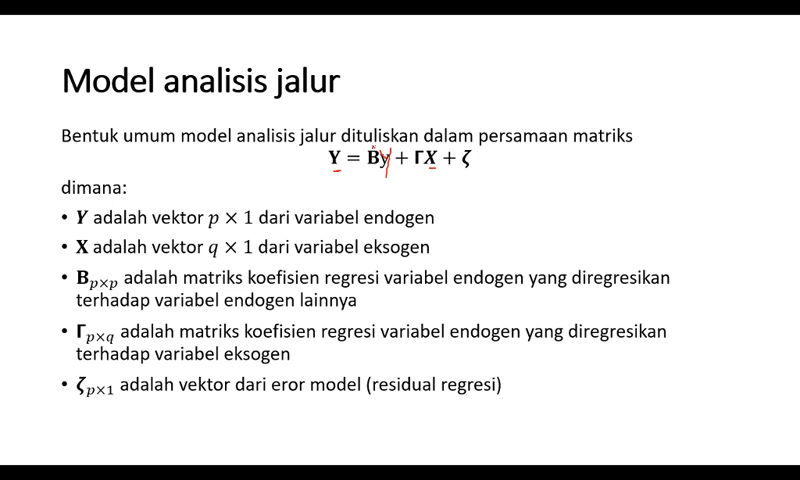 Model analisis jalur
Bentuk umum model analisis jalur dituliskan dalam persamaan matriks
Y = By + ΓX + ζ
dimana:
• Y adalah vektor p × 1 dari variabel endogen
• X adalah vektor q × 1 dari variabel eksogen
• B_{p×p} adalah matriks koefisien regresi variabel endogen yang diregresikan
terhadap variabel endogen lainnya
• Γ_{p×q} adalah matriks koefisien regresi variabel endogen yang diregresikan
terhadap variabel eksogen
• ζ_{p×1} adalah vektor dari eror model (residual regresi)